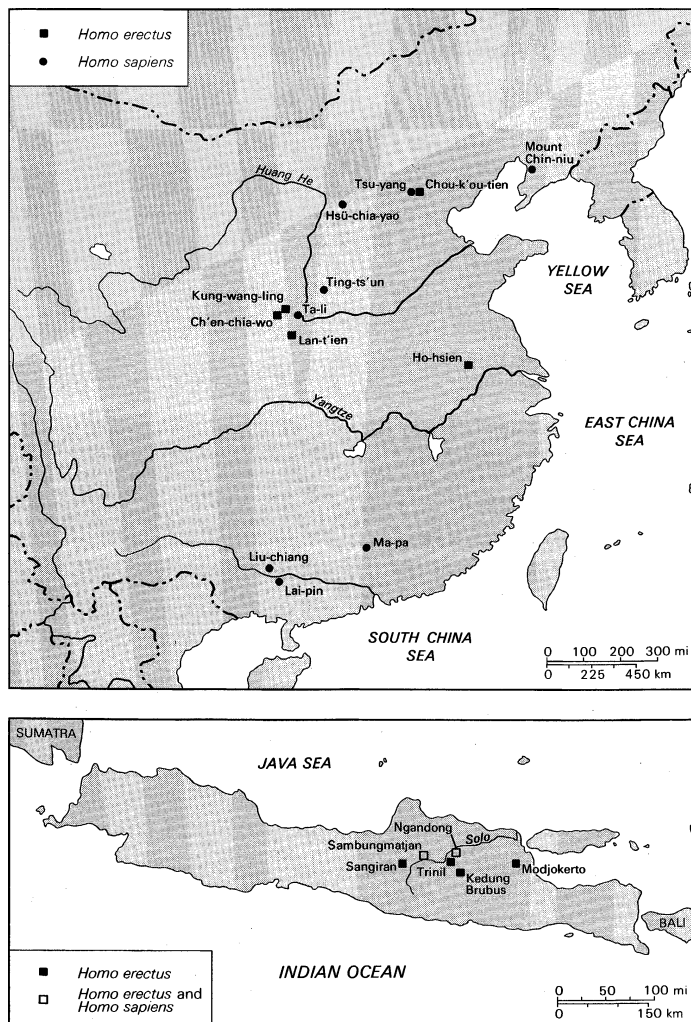 Homo erectus
Homo sapiens
Huang He
Mount
Chin-niu
Tsu-yang
Chou-k'ou-tien
Hsü-chia-yao
YELLOW
SEA
Ting-ts'un
Kung-wang-ling
Ta-li
Ch'en-chia-wo
Lan-t'ien
Ho-hsien
Yangtze
EAST CHINA
SEA
Ma-pa
Liu-chiang
Lai-pin
SOUTH CHINA
SEA
0 100 200 300 mi
0 225 450 km
SUMATRA
JAVA SEA
Ngandong
Solo
Sambungmatjan
Sangiran
Trinil
Modjokerto
Kedung
Brubus
BALI
Homo erectus
Homo erectus and
Homo sapiens
INDIAN OCEAN
0 50 100 mi
0 150 km